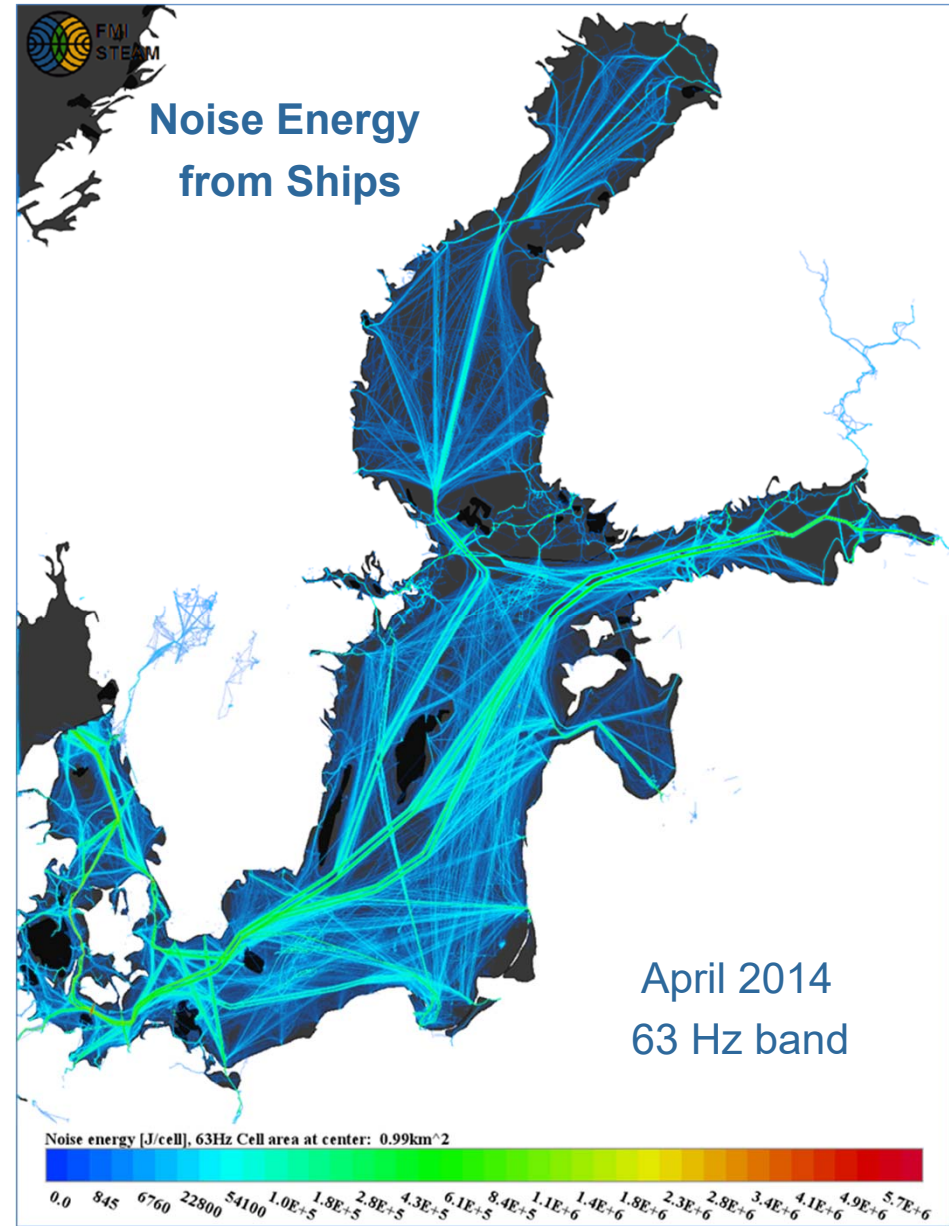 FMI
STEAM
Noise Energy
from Ships
April 2014
63 Hz band
Noise energy [J/cell], 63Hz Cell area at center: 0.99km^2
0.0 845 6760 22800 54100 1.0E+5 1.8E+5 2.8E+5 4.3E+5 6.1E+5 8.4E+5 1.1E+6 1.4E+6 1.8E+6 2.3E+6 2.8E+6 3.4E+6 4.1E+6 4.9E+6 5.7E+6